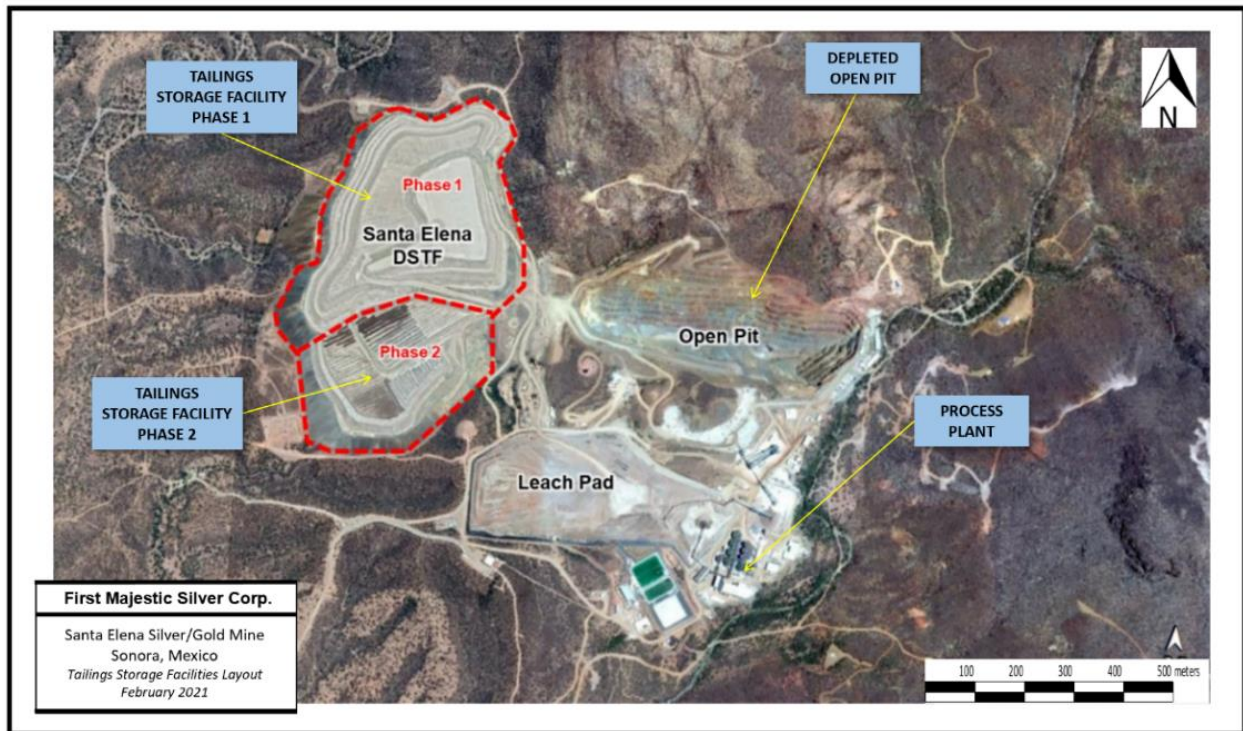 TAILINGS
STORAGE FACILITY
PHASE 1
DEPLETED
OPEN PIT
N
Phase 1
Santa Elena
DSTF
Open Pit
Phase 2
TAILINGS
STORAGE FACILITY
PHASE 2
PROCESS
PLANT
Leach Pad
First Majestic Silver Corp.
Santa Elena Silver/Gold Mine
Sonora, Mexico
Tailings Storage Facilities Layout
February 2021
100 200 300 400 500 meters